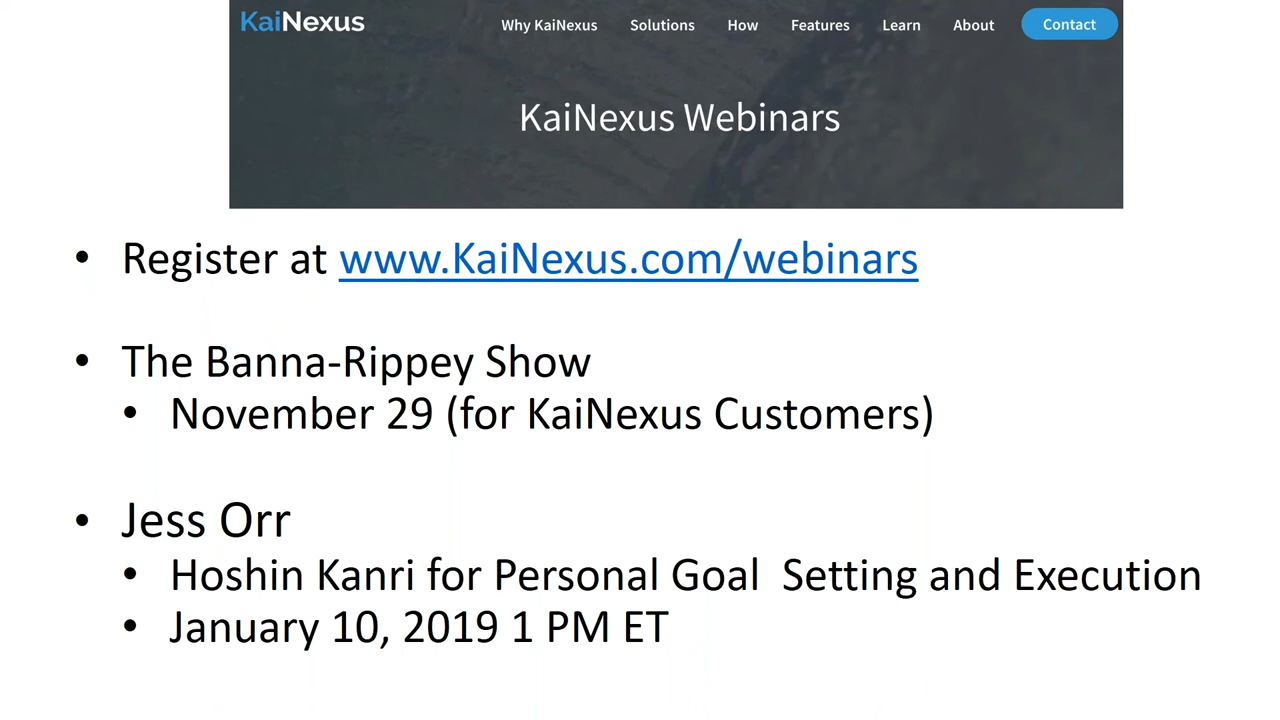 KaiNexus Why KaiNexus Solutions How Features Learn About Contact
KaiNexus Webinars
• Register at www.KaiNexus.com/webinars
• The Banna-Rippey Show
• November 29 (for KaiNexus Customers)
• Jess Orr
• Hoshin Kanri for Personal Goal  Setting and Execution
• January 10, 2019 1 PM ET